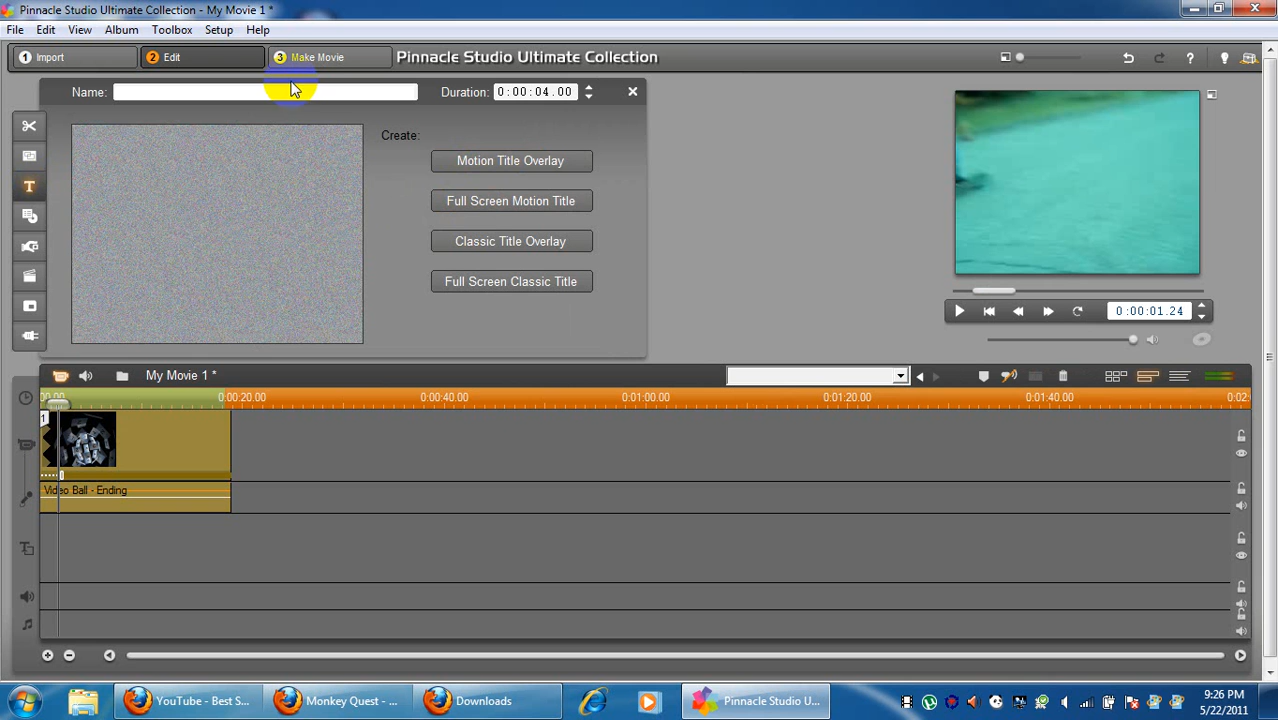 Pinnacle Studio Ultimate Collection - My Movie 1 *
File Edit View Album Toolbox Setup Help
1 Import 2 Edit 3 Make Movie Pinnacle Studio Ultimate Collection
Name: Duration: 0:00:04.00
Create:
Motion Title Overlay
Full Screen Motion Title
Classic Title Overlay
Full Screen Classic Title
0:00:01.24
My Movie 1 *
0:00:20.00 0:00:40.00 0:01:00.00 0:01:20.00 0:01:40.00
1
Video Ball - Ending
YouTube - Best S... Monkey Quest - ... Downloads Pinnacle Studio U...
9:26 PM
5/22/2011